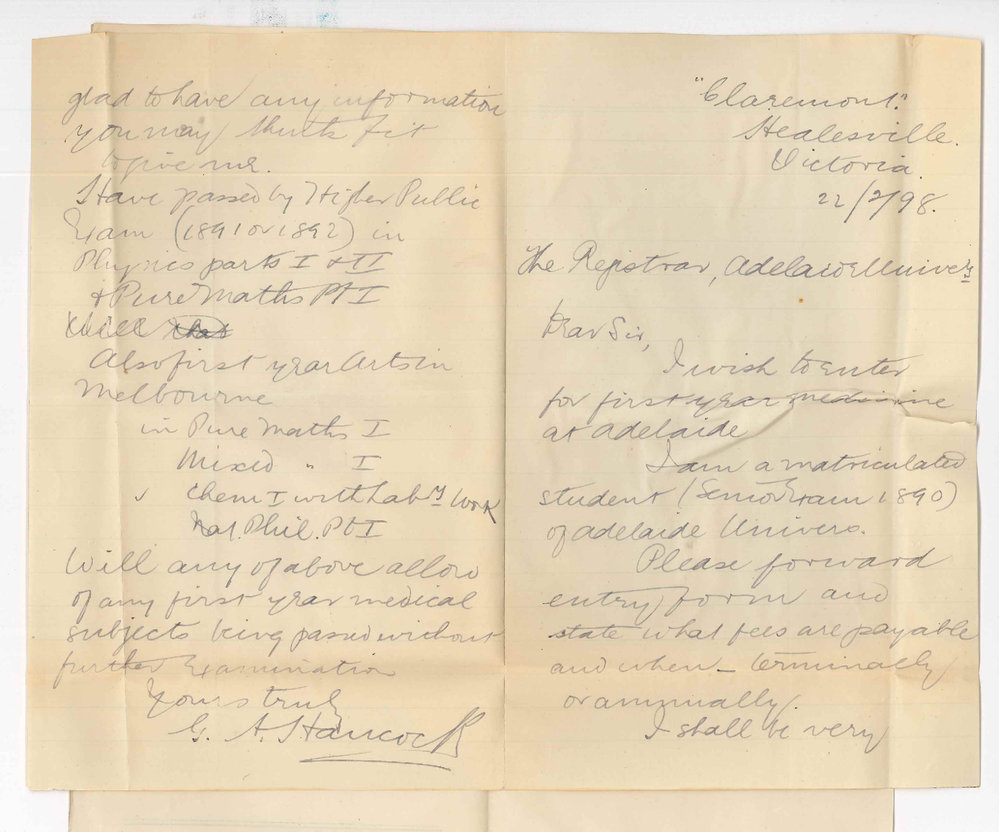 "Claremont."
Healesville.
Victoria.
22/2/98.
The Registrar, Adelaide Univers'y
Dear Sir,
I wish to enter
for first year medicine
at Adelaide
I am a matriculated
student (Senior Exam 1890)
of Adelaide Univers.
Please forward
entry form and
state what fees are payable
and when – terminally
or annually.
I shall be very
glad to have any information
you may think fit
to give me.
Have passed by Higher Public
Exam (1891 or 1892) in
Physics parts I & II
& Pure Maths Pt I
Will that
Also first year Arts in
Melbourne
in Pure Maths I
Mixed " I
✓ Chem I with Lab'y Work
Nat. Phil. Pt I
Will any of above allow
of any first year medical
subjects being passed without
further Examination
Yours truly
G. A. Hancock